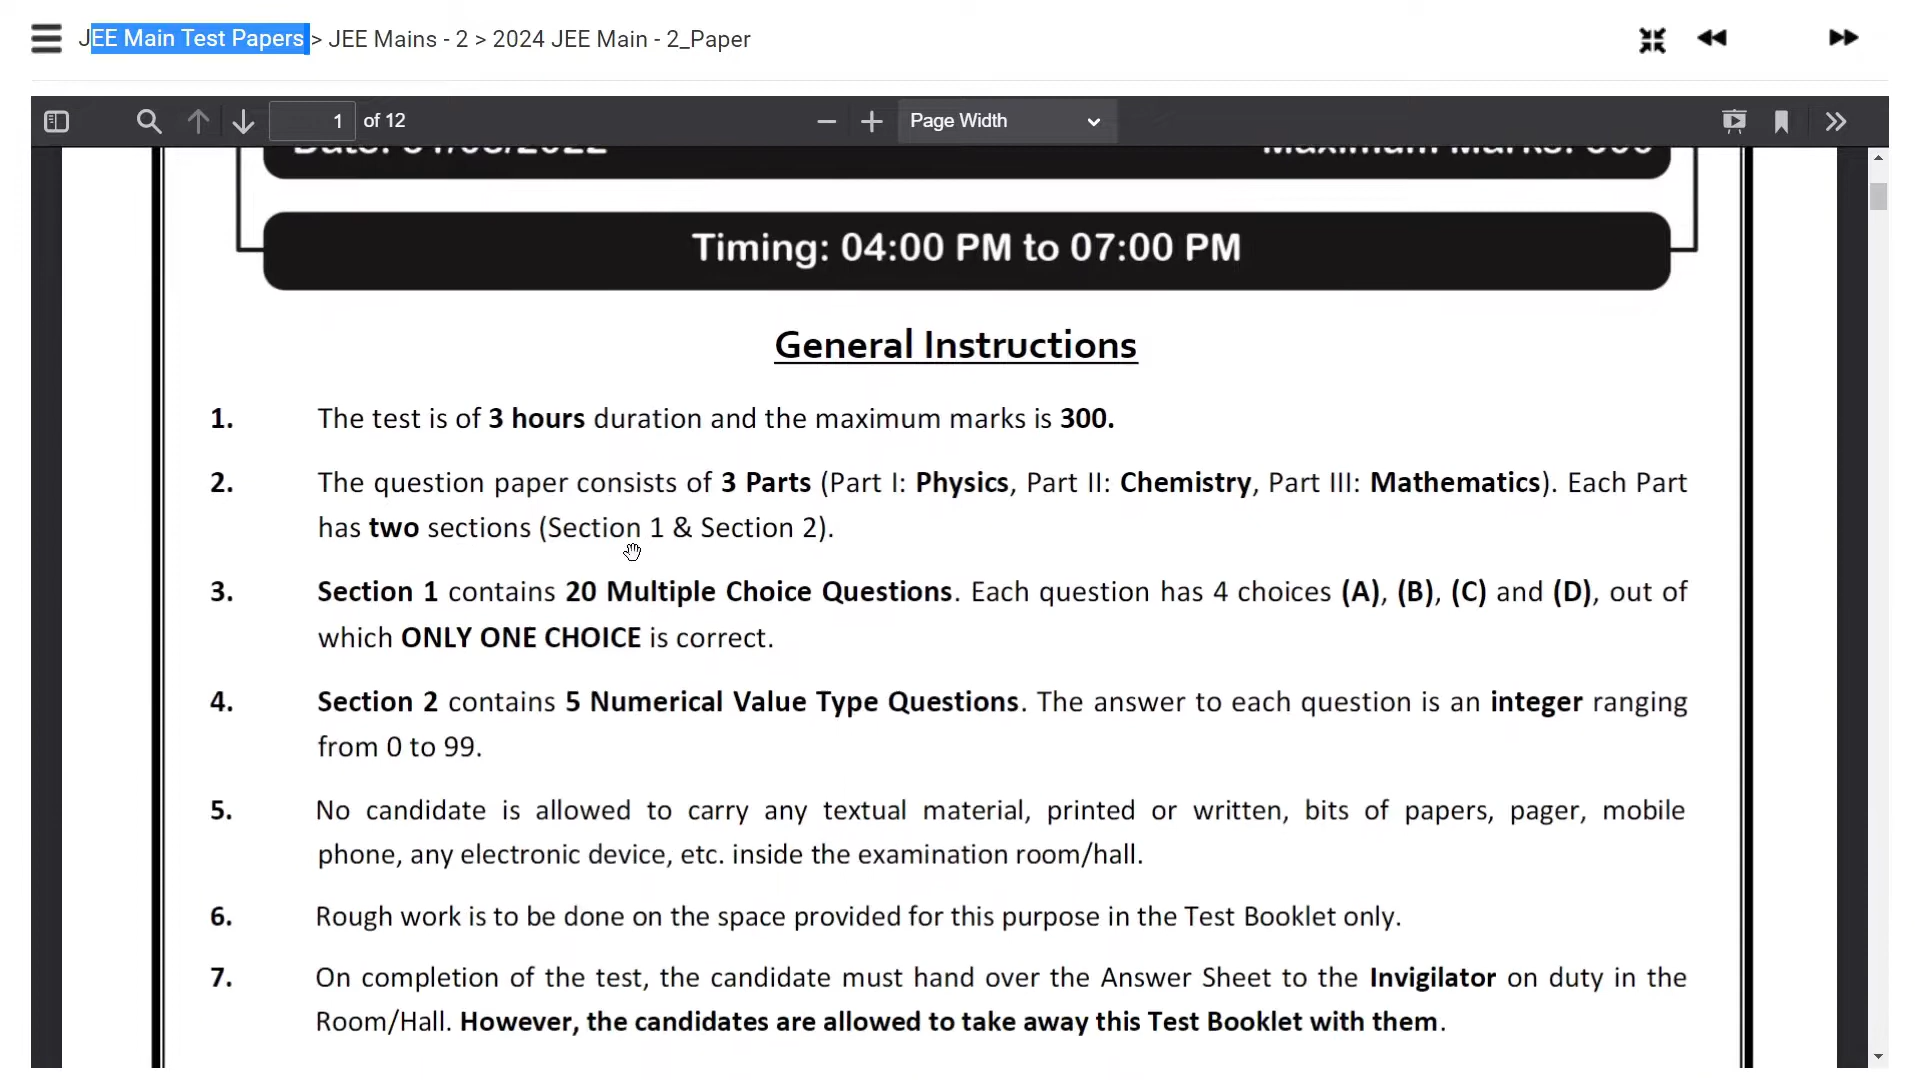 JEE Main Test Papers > JEE Mains - 2 > 2024 JEE Main - 2_Paper
1 of 12 Page Width
Timing: 04:00 PM to 07:00 PM
General Instructions
1. The test is of 3 hours duration and the maximum marks is 300.
2. The question paper consists of 3 Parts (Part I: Physics, Part II: Chemistry, Part III: Mathematics). Each Part
has two sections (Section 1 & Section 2).
3. Section 1 contains 20 Multiple Choice Questions. Each question has 4 choices (A), (B), (C) and (D), out of
which ONLY ONE CHOICE is correct.
4. Section 2 contains 5 Numerical Value Type Questions. The answer to each question is an integer ranging
from 0 to 99.
5. No candidate is allowed to carry any textual material, printed or written, bits of papers, pager, mobile
phone, any electronic device, etc. inside the examination room/hall.
6. Rough work is to be done on the space provided for this purpose in the Test Booklet only.
7. On completion of the test, the candidate must hand over the Answer Sheet to the Invigilator on duty in the
Room/Hall. However, the candidates are allowed to take away this Test Booklet with them.